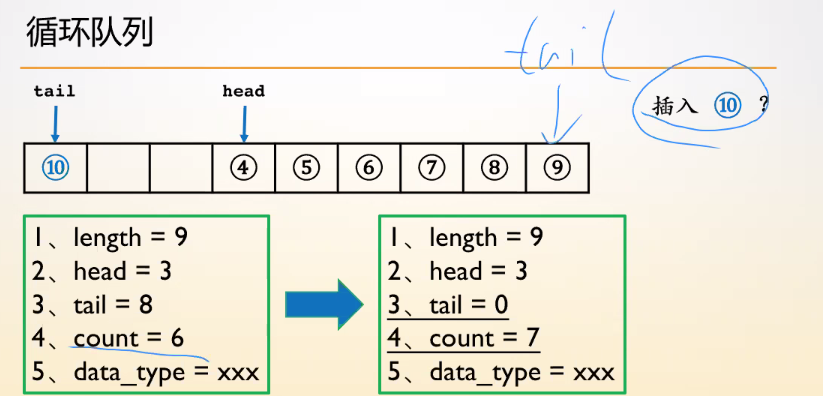 循环队列
tail
tail
head
插入 ⑩ ?
⑩ ④ ⑤ ⑥ ⑦ ⑧ ⑨
1、length = 9
2、head = 3
3、tail = 8
4、count = 6
5、data_type = xxx
1、length = 9
2、head = 3
3、tail = 0
4、count = 7
5、data_type = xxx